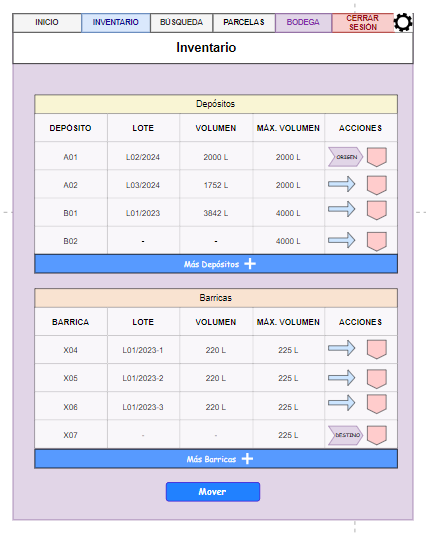 INICIO INVENTARIO BÚSQUEDA PARCELAS BODEGA CERRAR SESIÓN
Inventario
Depósitos
DEPÓSITO LOTE VOLUMEN MÁX. VOLUMEN ACCIONES
A01 L02/2024 2000 L 2000 L ORIGEN
A02 L03/2024 1752 L 2000 L
B01 L01/2023 3842 L 4000 L
B02 - - 4000 L
Más Depósitos
Barricas
BARRICA LOTE VOLUMEN MÁX. VOLUMEN ACCIONES
X04 L01/2023-1 220 L 225 L
X05 L01/2023-2 220 L 225 L
X06 L01/2023-3 220 L 225 L
X07 - - 225 L DESTINO
Más Barricas
Mover